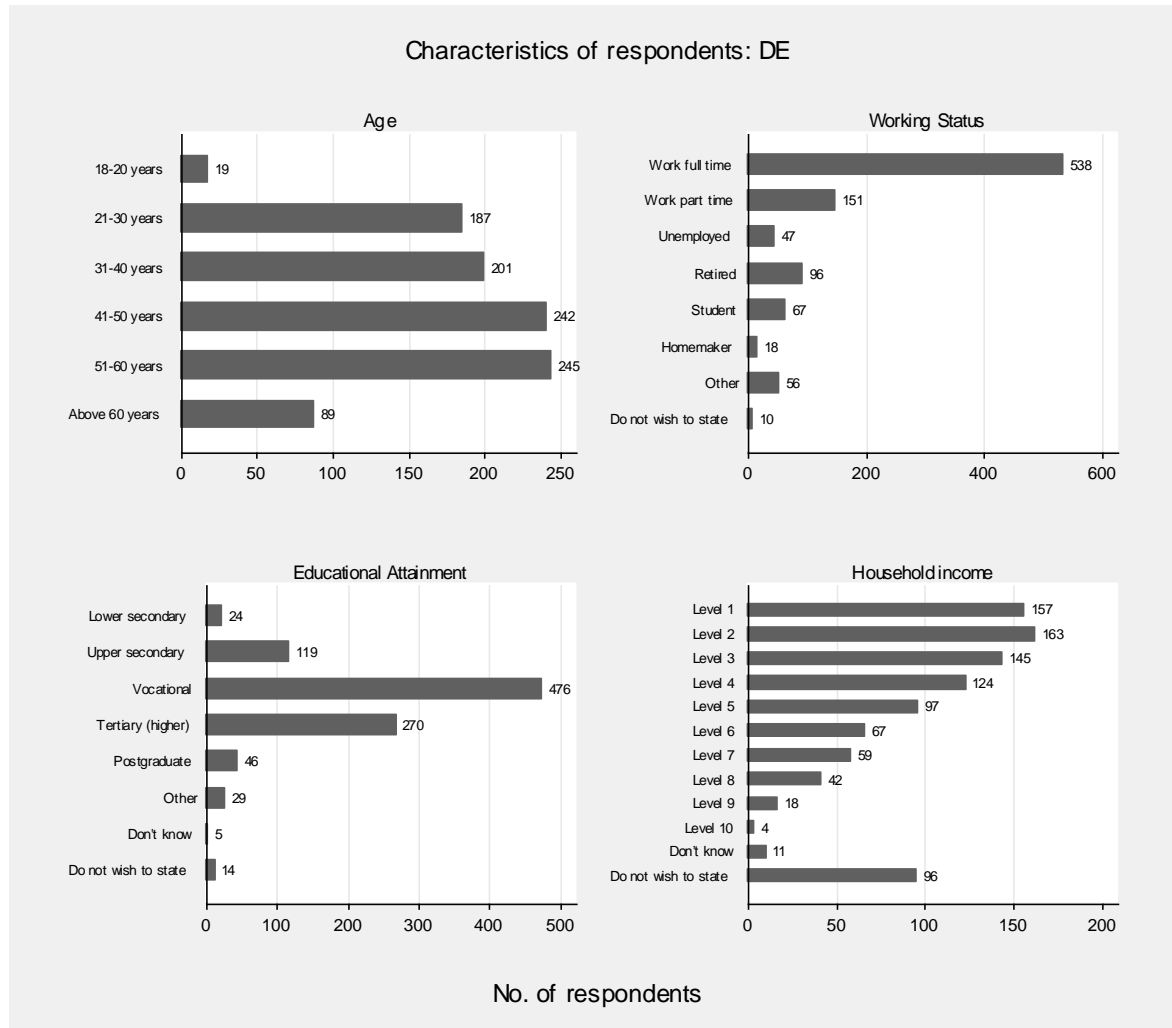 Characteristics of respondents: DE
Age
18-20 years 19
21-30 years 187
31-40 years 201
41-50 years 242
51-60 years 245
Above 60 years 89
0 50 100 150 200 250
Working Status
Work full time 538
Work part time 151
Unemployed 47
Retired 96
Student 67
Homemaker 18
Other 56
Do not wish to state 10
0 200 400 600
Educational Attainment
Lower secondary 24
Upper secondary 119
Vocational 476
Tertiary (higher) 270
Postgraduate 46
Other 29
Don't know 5
Do not wish to state 14
0 100 200 300 400 500
Household income
Level 1 157
Level 2 163
Level 3 145
Level 4 124
Level 5 97
Level 6 67
Level 7 59
Level 8 42
Level 9 18
Level 10 4
Don't know 11
Do not wish to state 96
0 50 100 150 200
No. of respondents